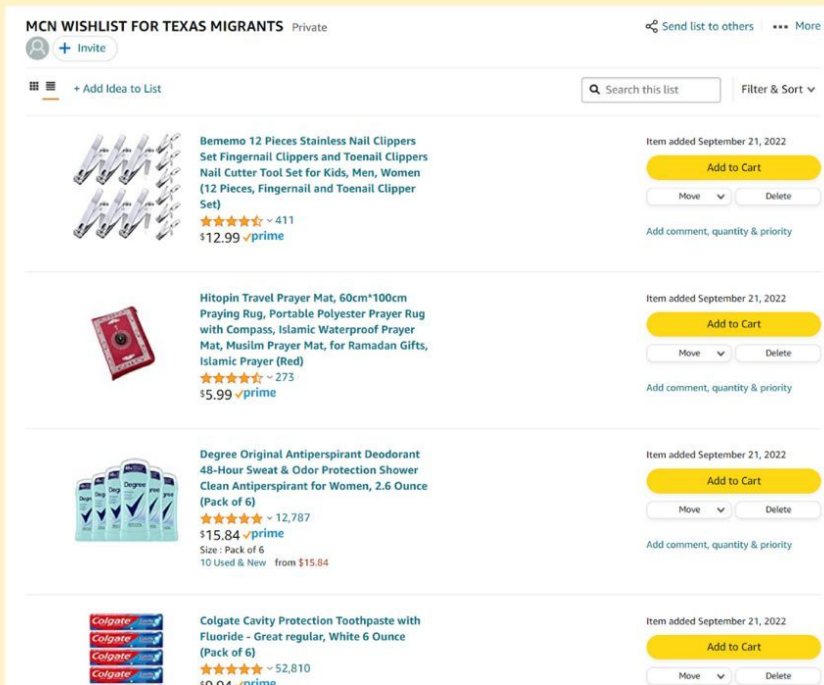 MCN WISHLIST FOR TEXAS MIGRANTS Private
Send list to others ••• More
+ Invite
+ Add Idea to List
Search this list
Filter & Sort
Bememo 12 Pieces Stainless Nail Clippers
Set Fingernail Clippers and Toenail Clippers
Nail Cutter Tool Set for Kids, Men, Women
(12 Pieces, Fingernail and Toenail Clipper
Set)
411
$12.99 prime
Item added September 21, 2022
Add to Cart
Move
Delete
Add comment, quantity & priority
Hitopin Travel Prayer Mat, 60cm*100cm
Praying Rug, Portable Polyester Prayer Rug
with Compass, Islamic Waterproof Prayer
Mat, Musilm Prayer Mat, for Ramadan Gifts,
Islamic Prayer (Red)
273
$5.99 prime
Item added September 21, 2022
Add to Cart
Move
Delete
Add comment, quantity & priority
Degree
Degree Original Antiperspirant Deodorant
48-Hour Sweat & Odor Protection Shower
Clean Antiperspirant for Women, 2.6 Ounce
(Pack of 6)
12,787
$15.84 prime
Size : Pack of 6
10 Used & New from $15.84
Item added September 21, 2022
Add to Cart
Move
Delete
Add comment, quantity & priority
Colgate
Colgate
Colgate
Colgate
Colgate Cavity Protection Toothpaste with
Fluoride - Great regular, White 6 Ounce
(Pack of 6)
52,810
$9.94 prime
Item added September 21, 2022
Add to Cart
Move
Delete